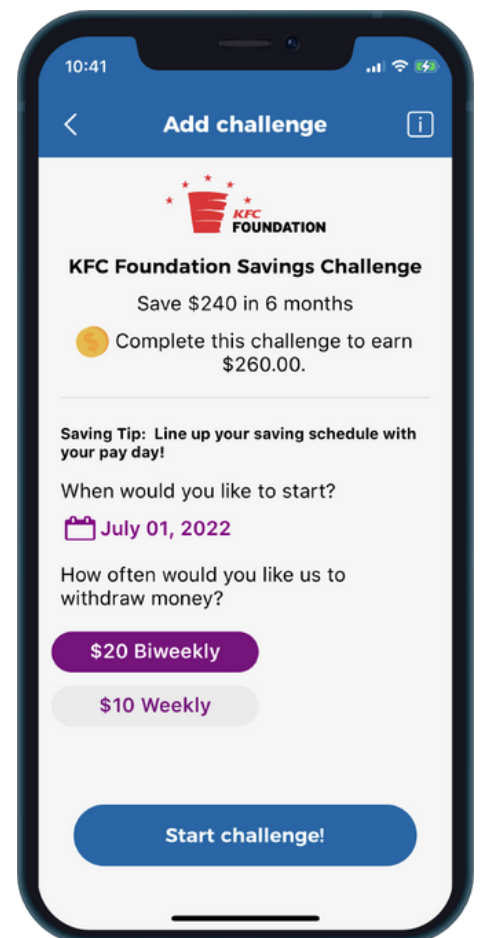 10:41
Add challenge
KFC
FOUNDATION
KFC Foundation Savings Challenge
Save $240 in 6 months
Complete this challenge to earn
$260.00.
Saving Tip: Line up your saving schedule with
your pay day!
When would you like to start?
July 01, 2022
How often would you like us to
withdraw money?
$20 Biweekly
$10 Weekly
Start challenge!